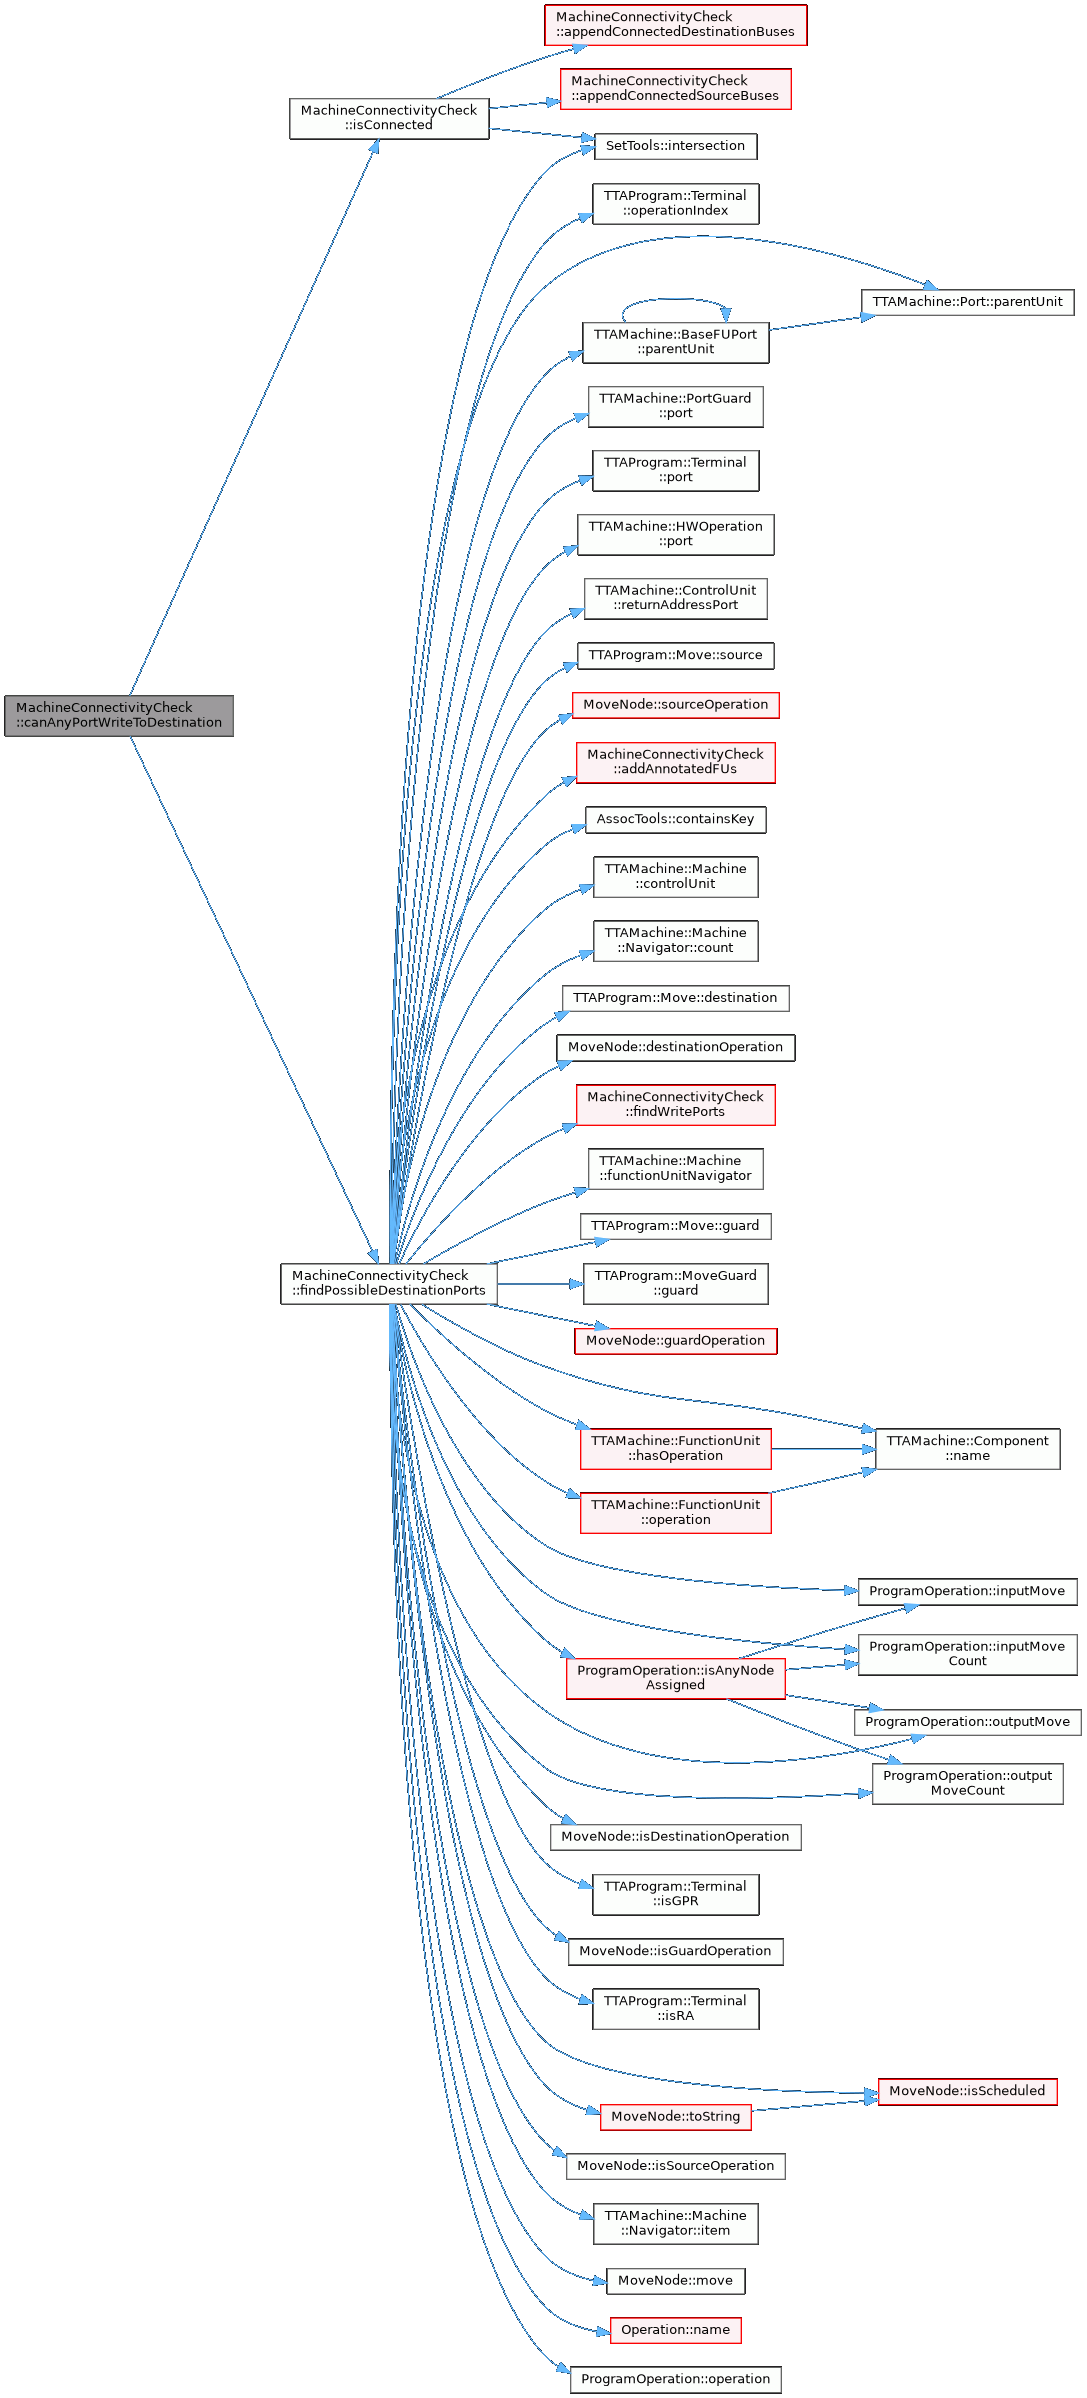 MachineConnectivityCheck
::appendConnectedDestinationBuses
MachineConnectivityCheck
::appendConnectedSourceBuses
MachineConnectivityCheck
::isConnected
SetTools::intersection
TTAProgram::Terminal
::operationIndex
TTAMachine::Port::parentUnit
TTAMachine::BaseFUPort
::parentUnit
TTAMachine::PortGuard
::port
TTAProgram::Terminal
::port
TTAMachine::HWOperation
::port
TTAMachine::ControlUnit
::returnAddressPort
TTAProgram::Move::source
MoveNode::sourceOperation
MachineConnectivityCheck
::canAnyPortWriteToDestination
MachineConnectivityCheck
::addAnnotatedFUs
AssocTools::containsKey
TTAMachine::Machine
::controlUnit
TTAMachine::Machine
::Navigator::count
TTAProgram::Move::destination
MoveNode::destinationOperation
MachineConnectivityCheck
::findWritePorts
TTAMachine::Machine
::functionUnitNavigator
TTAProgram::Move::guard
MachineConnectivityCheck
::findPossibleDestinationPorts
TTAProgram::MoveGuard
::guard
MoveNode::guardOperation
TTAMachine::FunctionUnit
::hasOperation
TTAMachine::Component
::name
TTAMachine::FunctionUnit
::operation
ProgramOperation::inputMove
ProgramOperation::inputMove
Count
ProgramOperation::isAnyNode
Assigned
ProgramOperation::outputMove
ProgramOperation::output
MoveCount
MoveNode::isDestinationOperation
TTAProgram::Terminal
::isGPR
MoveNode::isGuardOperation
TTAProgram::Terminal
::isRA
MoveNode::isScheduled
MoveNode::toString
MoveNode::isSourceOperation
TTAMachine::Machine
::Navigator::item
MoveNode::move
Operation::name
ProgramOperation::operation